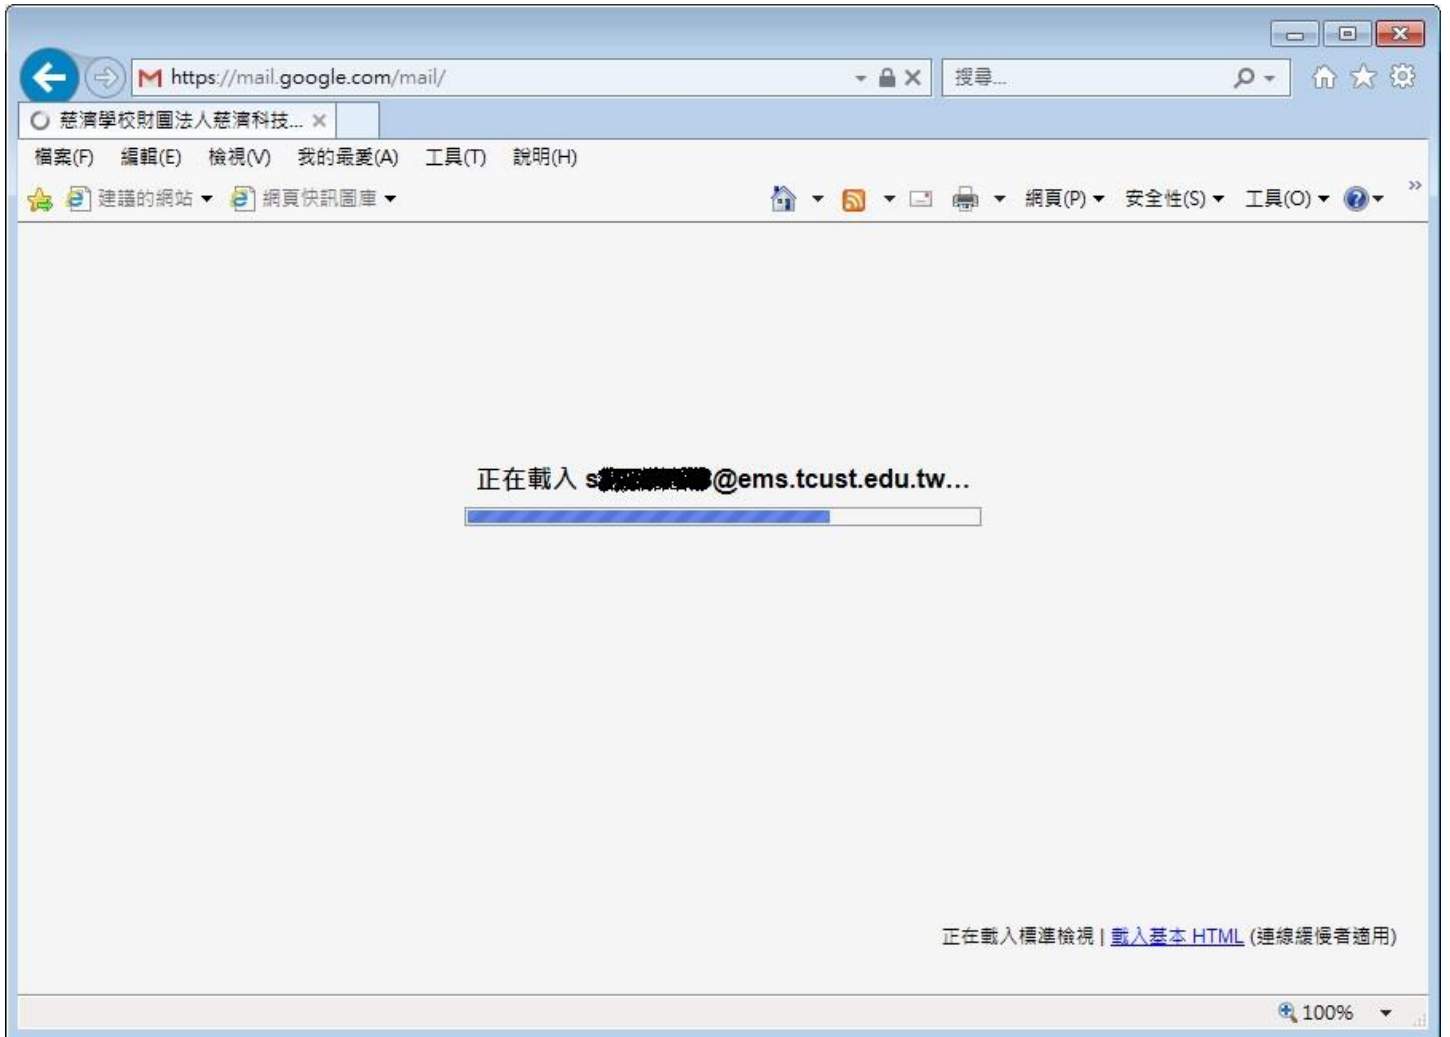 https://mail.google.com/mail/
搜尋...
慈濟學校財團法人慈濟科技...
檔案(F) 編輯(E) 檢視(V) 我的最愛(A) 工具(T) 說明(H)
建議的網站 網頁快訊圖庫 網頁(P) 安全性(S) 工具(O)
正在載入 @ems.tcust.edu.tw…
正在載入標準檢視 | 載入基本 HTML (連線緩慢者適用)
100%